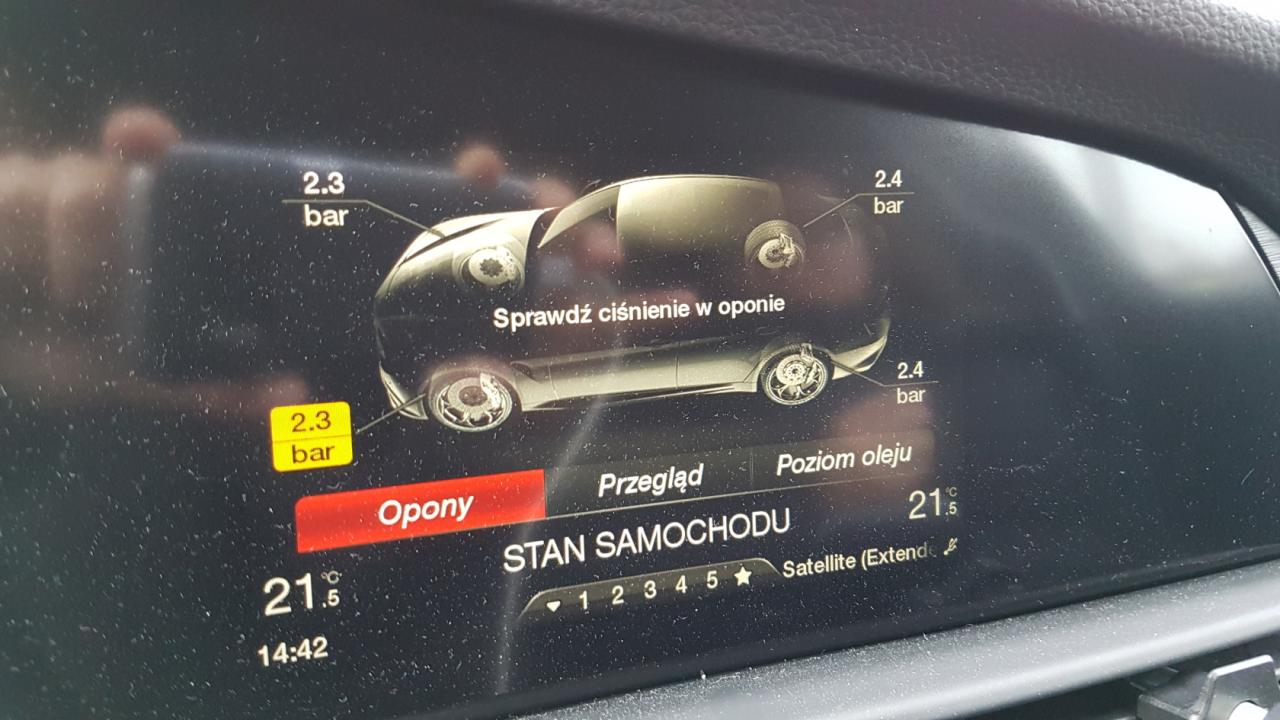 2.3
bar
2.4
bar
Sprawdź ciśnienie w oponie
2.4
bar
2.3
bar
Opony
Przegląd
Poziom oleju
STAN SAMOCHODU
21.5 °C
21.5 °C
1 2 3 4 5
Satellite (Extend
14:42